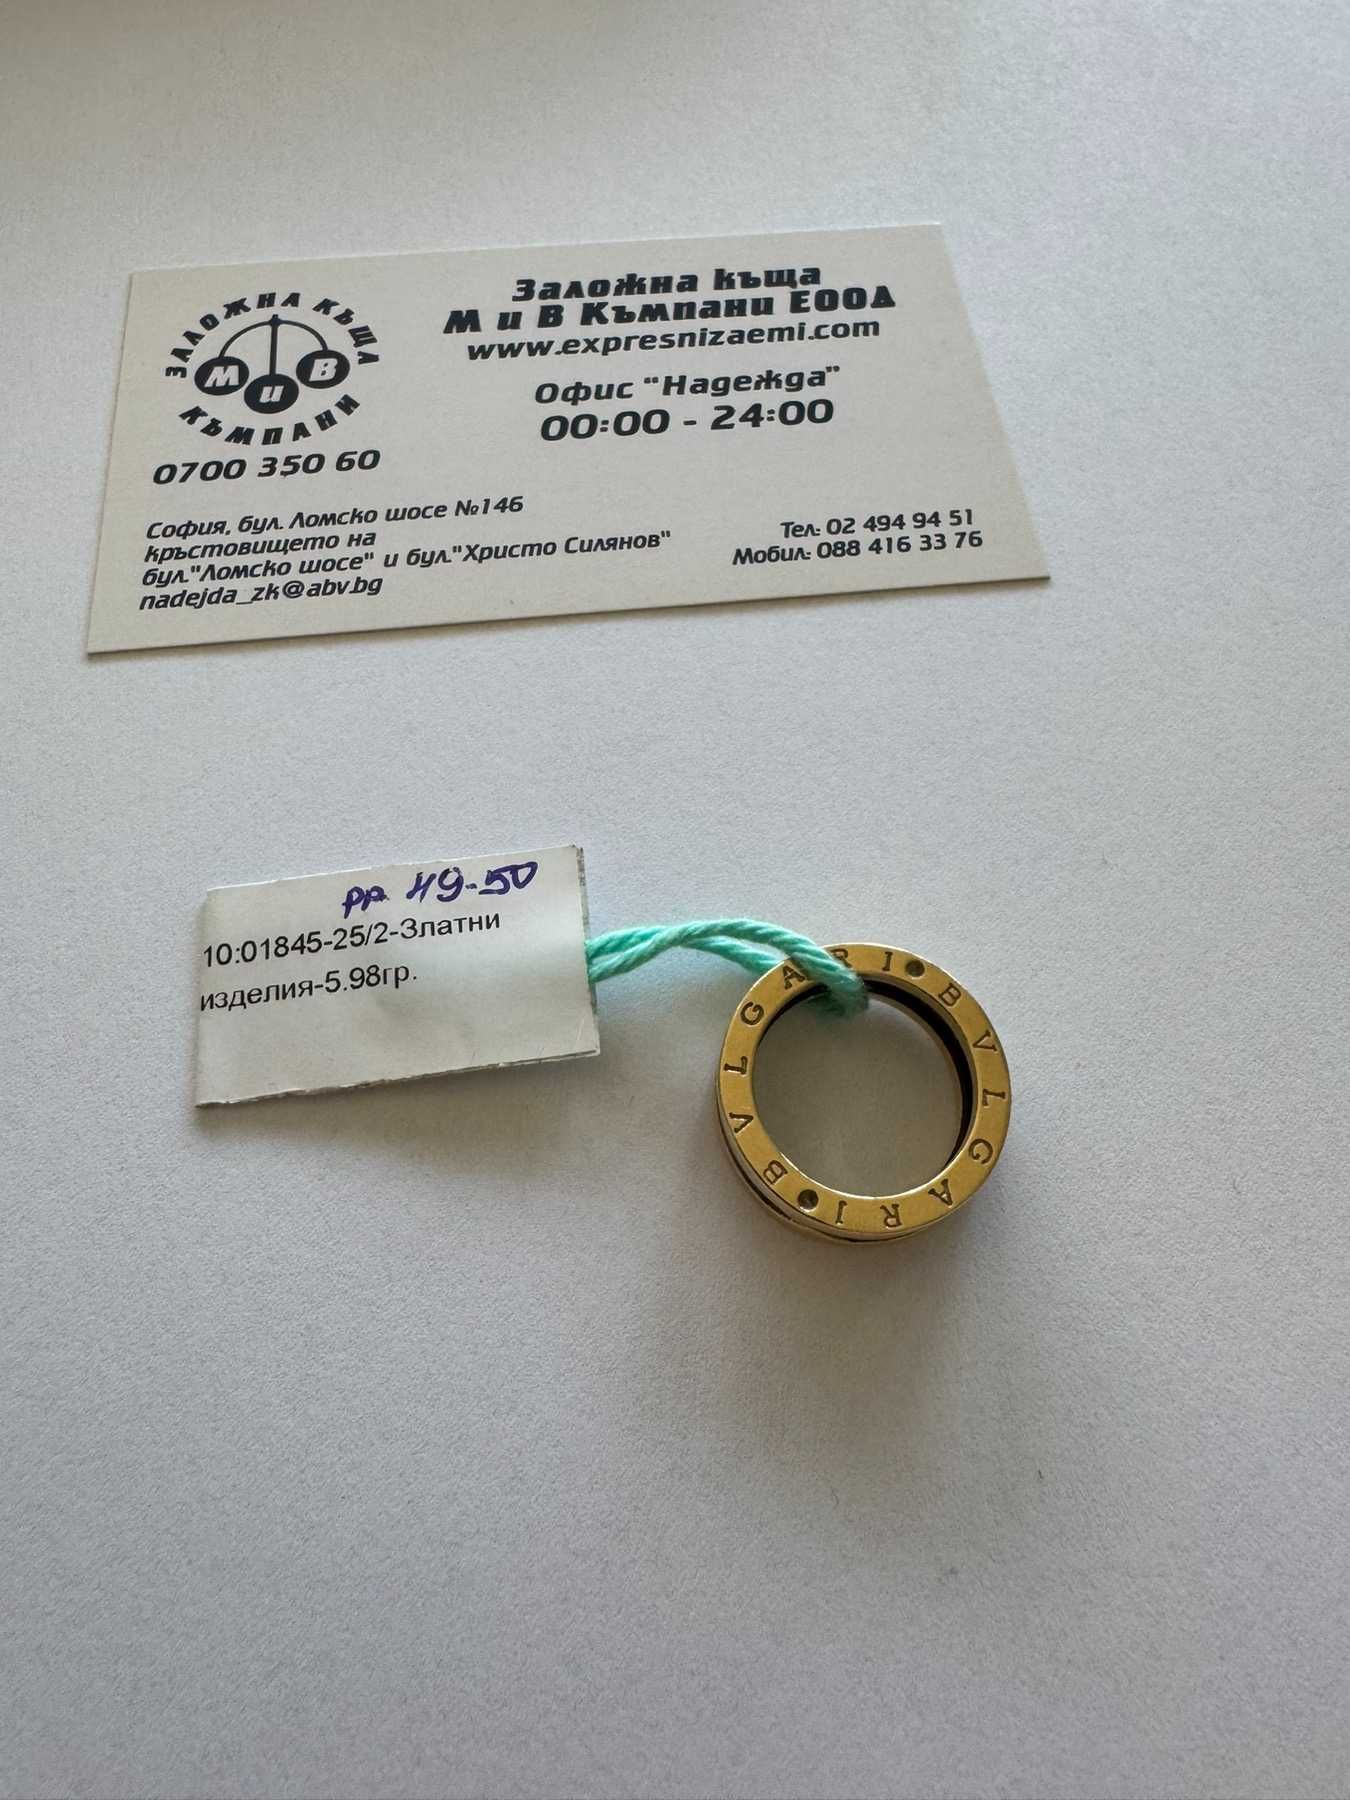 ЗАЛОЖНА КЪЩА
М и В
КЪМПАНИ
0700 350 60
Заложна къща
М и В Къмпани ЕООД
www.expresnizaemi.com
Офис "Надежда"
00:00 - 24:00
София, бул. Ломско шосе №146
кръстовището на
бул."Ломско шосе" и бул."Христо Силянов"
nadejda_zk@abv.bg
Тел: 02 494 94 51
Мобил: 088 416 33 76
рр. 49-50
10:01845-25/2-Златни
изделия-5.98гр.
BVLGARI • BVLGARI •